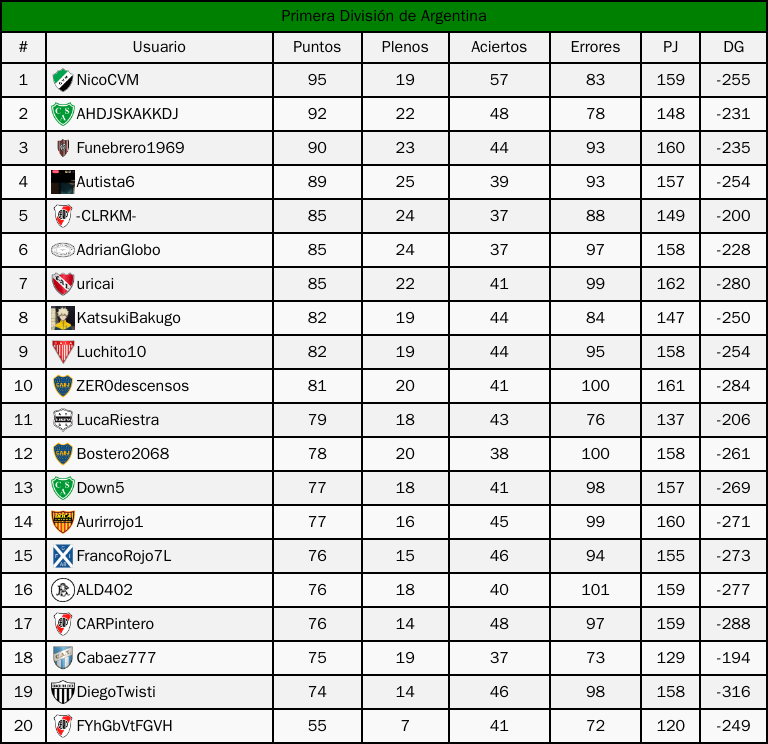 Primera División de Argentina
# Usuario Puntos Plenos Aciertos Errores PJ DG
1 NicoCVM 95 19 57 83 159 -255
2 AHDJSKAKKDJ 92 22 48 78 148 -231
3 Funebrero1969 90 23 44 93 160 -235
4 Autista6 89 25 39 93 157 -254
5 -CLRKM- 85 24 37 88 149 -200
6 AdrianGlobo 85 24 37 97 158 -228
7 uricai 85 22 41 99 162 -280
8 KatsukiBakugo 82 19 44 84 147 -250
9 Luchito10 82 19 44 95 158 -254
10 ZER0descensos 81 20 41 100 161 -284
11 LucaRiestra 79 18 43 76 137 -206
12 Bostero2068 78 20 38 100 158 -261
13 Down5 77 18 41 98 157 -269
14 Aurirrojo1 77 16 45 99 160 -271
15 FrancoRojo7L 76 15 46 94 155 -273
16 ALD402 76 18 40 101 159 -277
17 CARPintero 76 14 48 97 159 -288
18 Cabaez777 75 19 37 73 129 -194
19 DiegoTwisti 74 14 46 98 158 -316
20 FYhGbVtFGVH 55 7 41 72 120 -249